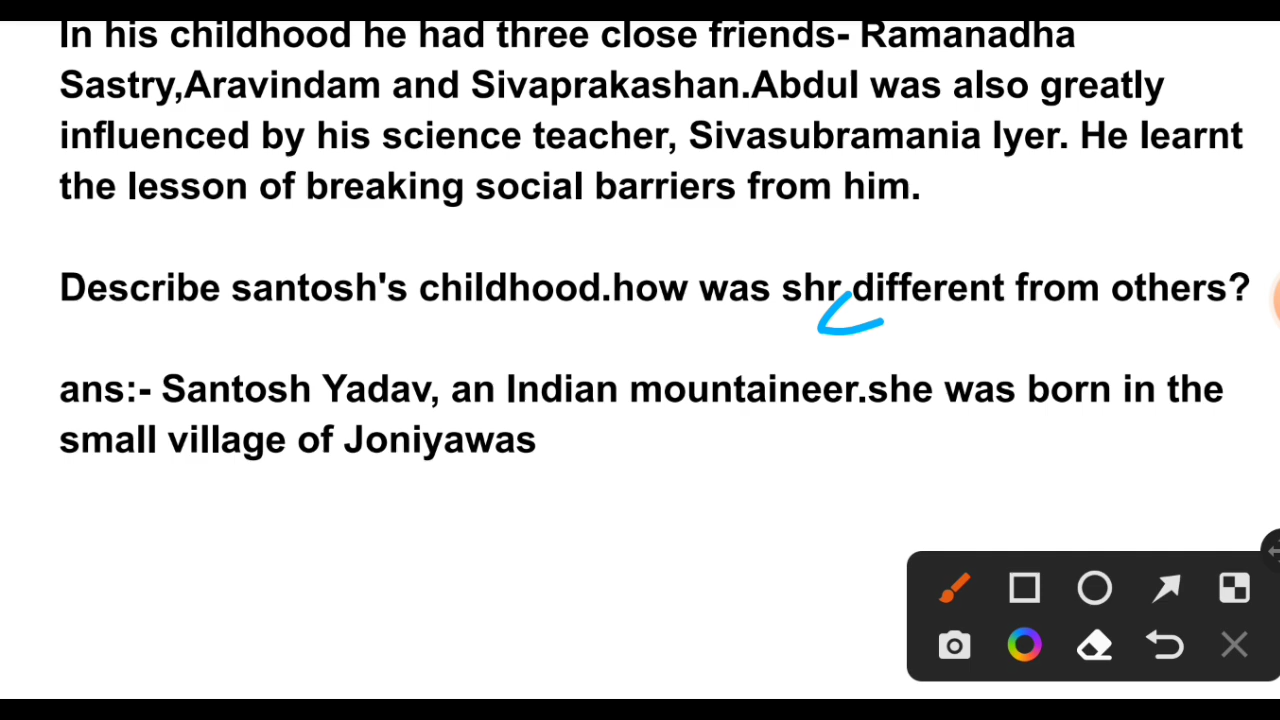 In his childhood he had three close friends- Ramanadha
Sastry,Aravindam and Sivaprakashan.Abdul was also greatly
influenced by his science teacher, Sivasubramania Iyer. He learnt
the lesson of breaking social barriers from him.
Describe santosh's childhood.how was shr different from others?
ans:- Santosh Yadav, an Indian mountaineer.she was born in the
small village of Joniyawas